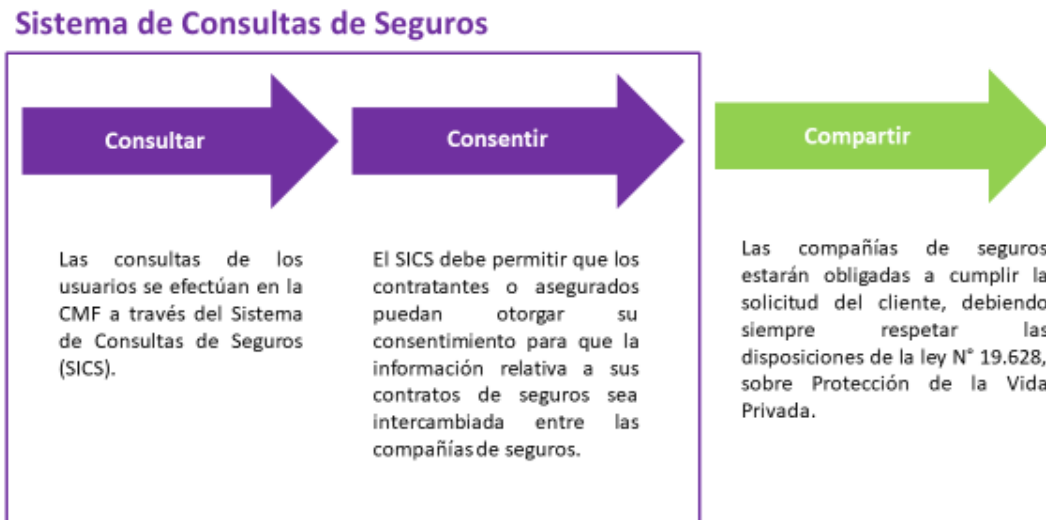 Sistema de Consultas de Seguros
Consultar
Consentir
Compartir
Las consultas de los
usuarios se efectúan en la
CMF a través del Sistema
de Consultas de Seguros
(SICS).
El SICS debe permitir que los
contratantes o asegurados
puedan otorgar su
consentimiento para que la
información relativa a sus
contratos de seguros sea
intercambiada entre las
compañías de seguros.
Las compañías de seguros
estarán obligadas a cumplir la
solicitud del cliente, debiendo
siempre respetar las
disposiciones de la ley N° 19.628,
sobre Protección de la Vida
Privada.